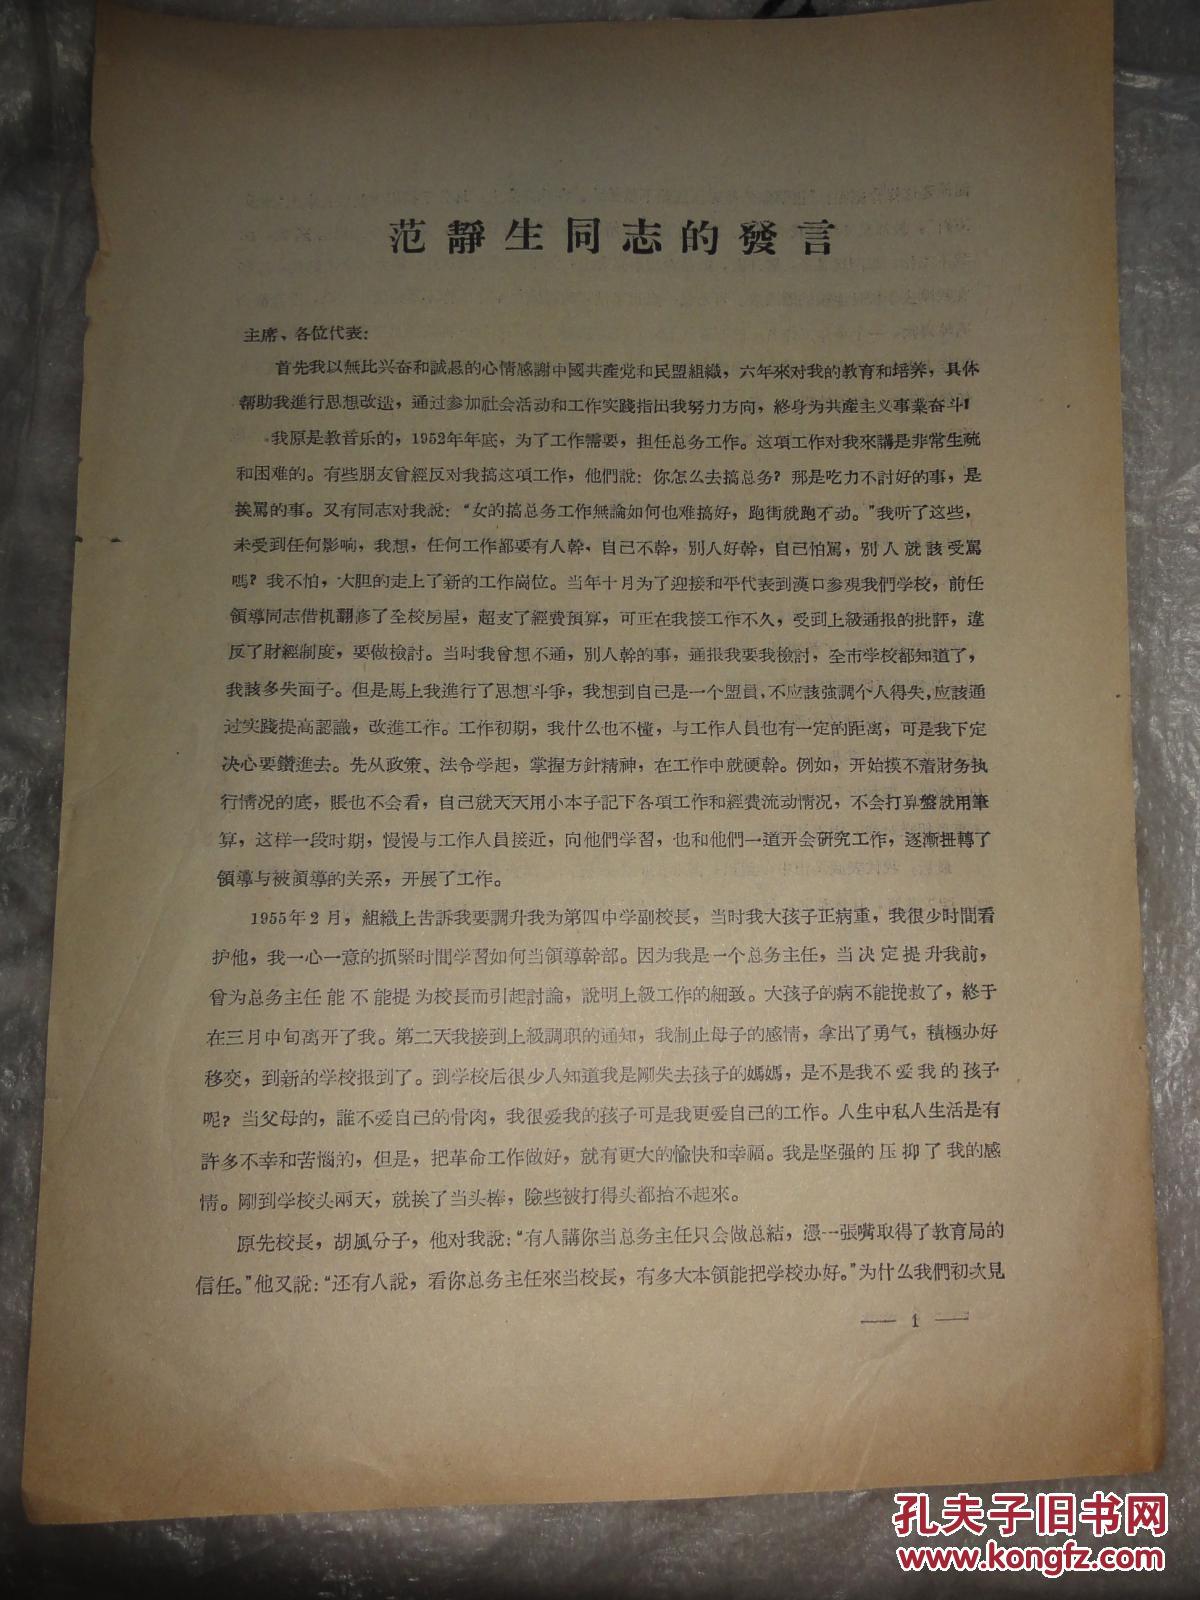 范靜生同志的發言
主席、各位代表：
首先我以無比兴奋和誠恳的心情感謝中國共產党和民盟組織，六年來对我的教育和培养，具体
帮助我進行思想改造，通过参加社会活动和工作实践指出我努力方向，終身为共產主义事業奋斗！
我原是教音乐的，1952年年底，为了工作需要，担任总务工作。这項工作对我來講是非常生疏
和困难的。有些朋友曾經反对我搞这項工作，他們說：你怎么去搞总务？那是吃力不討好的事，是
挨罵的事。又有同志对我說：“女的搞总务工作無論如何也难搞好，跑街就跑不动。”我听了这些，
未受到任何影响，我想，任何工作都要有人幹，自己不幹，別人好幹，自己怕罵，別人就該受罵
嗎？我不怕，大胆的走上了新的工作崗位。当年十月为了迎接和平代表到漢口参观我們学校，前任
領導同志借机翻修了全校房屋，超支了經費預算，可正在我接工作不久，受到上級通报的批評，違
反了財經制度，要做檢討。当时我曾想不通，別人幹的事，通报我要我檢討，全市学校都知道了，
我該多失面子。但是馬上我進行了思想斗爭，我想到自己是一个盟員，不应該強調个人得失，应該通
过实践提高認識，改進工作。工作初期，我什么也不懂，与工作人員也有一定的距离，可是我下定
决心要鑽進去。先从政策、法令学起，掌握方針精神，在工作中就硬幹。例如，开始摸不着財务执
行情况的底，賬也不会看，自己就天天用小本子記下各項工作和經費流动情况，不会打算盤就用筆
算，这样一段时期，慢慢与工作人員接近，向他們学習，也和他們一道开会研究工作，逐漸扭轉了
領導与被領導的关系，开展了工作。
1955年2月，組織上告訴我要調升我为第四中学副校長，当时我大孩子正病重，我很少时間看
护他，我一心一意的抓緊时間学習如何当領導幹部。因为我是一个总务主任，当决定提升我前，
曾为总务主任能不能提为校長而引起討論，說明上級工作的細致。大孩子的病不能挽救了，終于
在三月中旬离开了我。第二天我接到上級調职的通知，我制止母子的感情，拿出了勇气，積極办好
移交，到新的学校报到了。到学校后很少人知道我是剛失去孩子的媽媽，是不是我不爱我的孩子
呢？当父母的，誰不爱自己的骨肉，我很爱我的孩子可是我更爱自己的工作。人生中私人生活是有
許多不幸和苦惱的，但是，把革命工作做好，就有更大的愉快和幸福。我是坚强的压抑了我的感
情。剛到学校头兩天，就挨了当头棒，險些被打得头都抬不起來。
原先校長，胡風分子，他对我說：“有人講你当总务主任只会做总結，憑一張嘴取得了教育局的
信任。”他又說：“还有人說，看你总务主任來当校長，有多大本領能把学校办好。”为什么我們初次見
— 1 —
孔夫子旧书网
www.kongfz.com